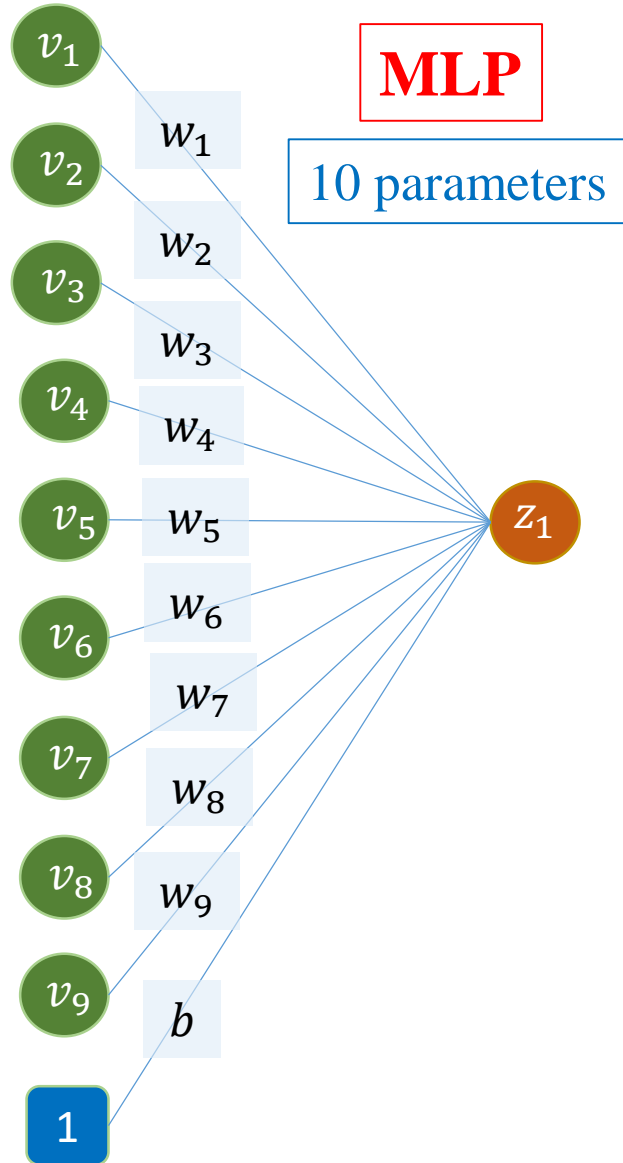 v₁
MLP
w₁
10 parameters
v₂
w₂
v₃
w₃
v₄
w₄
v₅
w₅
z₁
v₆
w₆
v₇
w₇
v₈
w₈
v₉
w₉
b
1